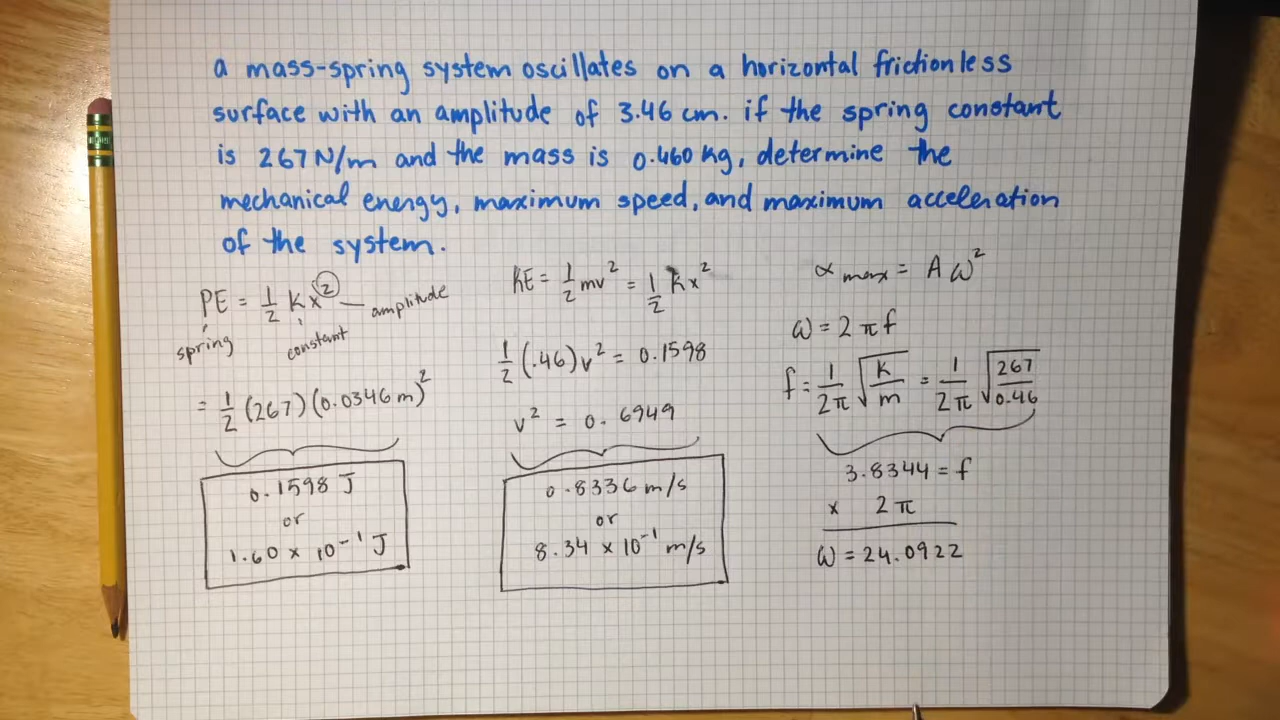 a mass-spring system oscillates on a horizontal frictionless
surface with an amplitude of 3.46 cm. if the spring constant
is 267 N/m and the mass is 0.460 kg, determine the
mechanical energy, maximum speed, and maximum acceleration
of the system.
PE = 1/2 Kx² — amplitude
spring
constant
= 1/2 (267)(0.0346 m)²
0.1598 J
or
1.60 × 10⁻¹ J
KE = 1/2 mv² = 1/2 kx²
1/2 (.46)v² = 0.1598
v² = 0.6949
0.8336 m/s
or
8.34 × 10⁻¹ m/s
∝ max = A ω²
ω = 2πf
f = 1/2π √K/m = 1/2π √267/0.46
3.8344 = f
× 2π
ω = 24.0922